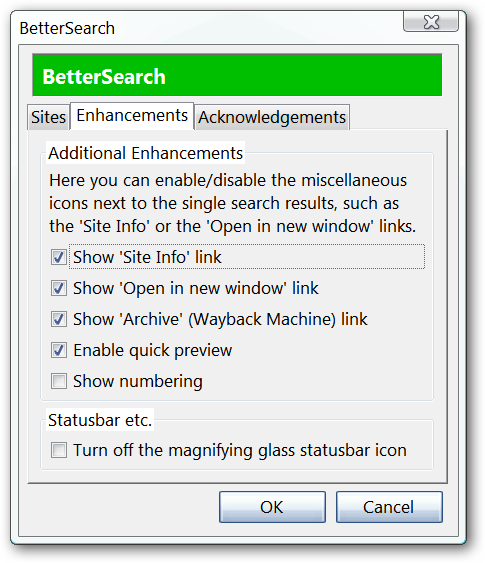 BetterSearch
BetterSearch
Sites Enhancements Acknowledgements
Additional Enhancements
Here you can enable/disable the miscellaneous
icons next to the single search results, such as
the 'Site Info' or the 'Open in new window' links.
Show 'Site Info' link
Show 'Open in new window' link
Show 'Archive' (Wayback Machine) link
Enable quick preview
Show numbering
Statusbar etc.
Turn off the magnifying glass statusbar icon
OK Cancel